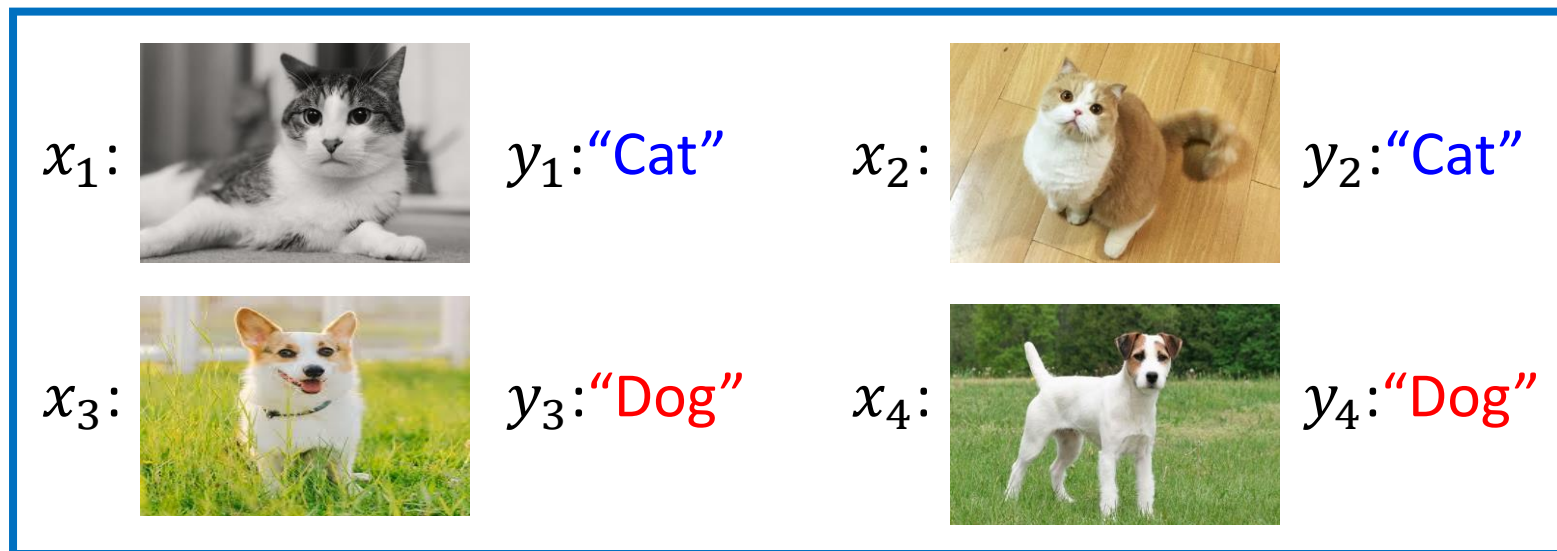 x₁: y₁:“Cat” x₂: y₂:“Cat”
x₃: y₃:“Dog” x₄: y₄:“Dog”